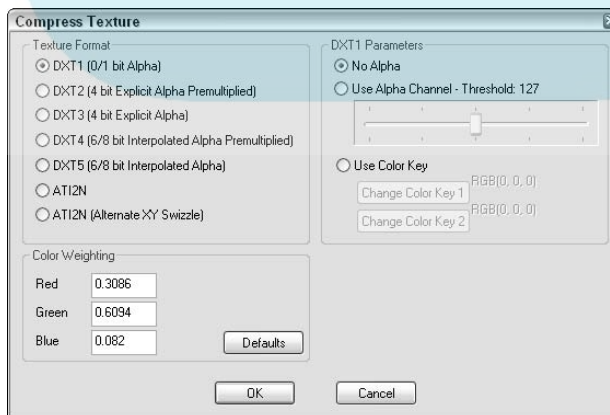 Compress Texture
Texture Format
DXT1 (0/1 bit Alpha)
DXT2 (4 bit Explicit Alpha Premultiplied)
DXT3 (4 bit Explicit Alpha)
DXT4 (6/8 bit Interpolated Alpha Premultiplied)
DXT5 (6/8 bit Interpolated Alpha)
ATI2N
ATI2N (Alternate XY Swizzle)
DXT1 Parameters
No Alpha
Use Alpha Channel - Threshold: 127
Use Color Key
Change Color Key 1
RGB(0, 0, 0)
Change Color Key 2
RGB(0, 0, 0)
Color Weighting
Red 0.3086
Green 0.6094
Blue 0.082
Defaults
OK
Cancel